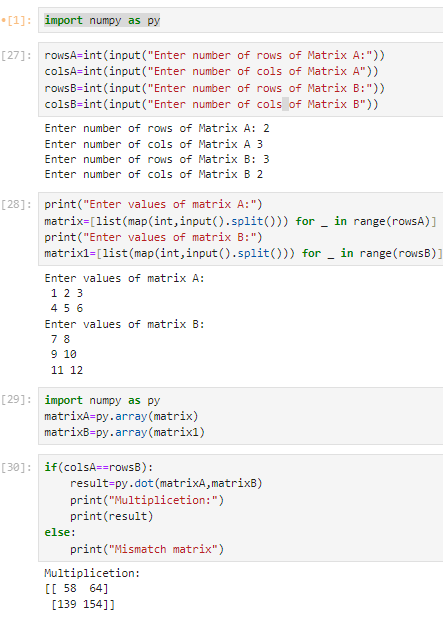 •[1]: import numpy as py
[27]: rowsA=int(input("Enter number of rows of Matrix A:"))
colsA=int(input("Enter number of cols of Matrix A"))
rowsB=int(input("Enter number of rows of Matrix B:"))
colsB=int(input("Enter number of cols of Matrix B"))
Enter number of rows of Matrix A: 2
Enter number of cols of Matrix A 3
Enter number of rows of Matrix B: 3
Enter number of cols of Matrix B 2
[28]: print("Enter values of matrix A:")
matrix=[list(map(int,input().split())) for _ in range(rowsA)]
print("Enter values of matrix B:")
matrix1=[list(map(int,input().split())) for _ in range(rowsB)]
Enter values of matrix A:
1 2 3
4 5 6
Enter values of matrix B:
7 8
9 10
11 12
[29]: import numpy as py
matrixA=py.array(matrix)
matrixB=py.array(matrix1)
[30]: if(colsA==rowsB):
    result=py.dot(matrixA,matrixB)
    print("Multiplicetion:")
    print(result)
else:
    print("Mismatch matrix")
Multiplicetion:
[[ 58  64]
 [139 154]]